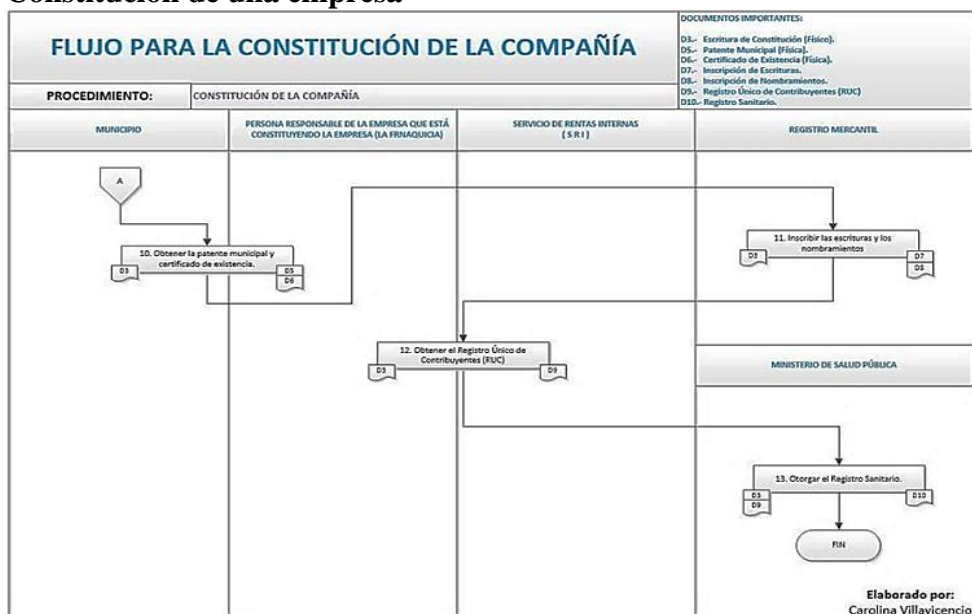 Constitución de una empresa
FLUJO PARA LA CONSTITUCIÓN DE LA COMPAÑÍA
DOCUMENTOS IMPORTANTES:
D3.- Escritura de Constitución (Físico).
D5.- Patente Municipal (Física).
D6.- Certificado de Existencia (Física).
D7.- Inscripción de Escrituras.
D8.- Inscripción de Nombramientos.
D9.- Registro Único de Contribuyentes (RUC)
D10.- Registro Sanitario.
PROCEDIMIENTO:
CONSTITUCIÓN DE LA COMPAÑÍA
MUNICIPIO
PERSONA RESPONSABLE DE LA EMPRESA QUE ESTÁ
CONSTITUYENDO LA EMPRESA (LA FRNAQUICIA)
SERVICIO DE RENTAS INTERNAS
( S R I )
REGISTRO MERCANTIL
A
10. Obtener la patente municipal y
certificado de existencia.
D3
D5
D6
11. Inscribir las escrituras y los
nombramientos
D3
D7
D8
12. Obtener el Registro Único de
Contribuyentes (RUC)
D3
D9
MINISTERIO DE SALUD PÚBLICA
13. Otorgar el Registro Sanitario.
D3
D9
D10
FIN
Elaborado por:
Carolina Villavicencio